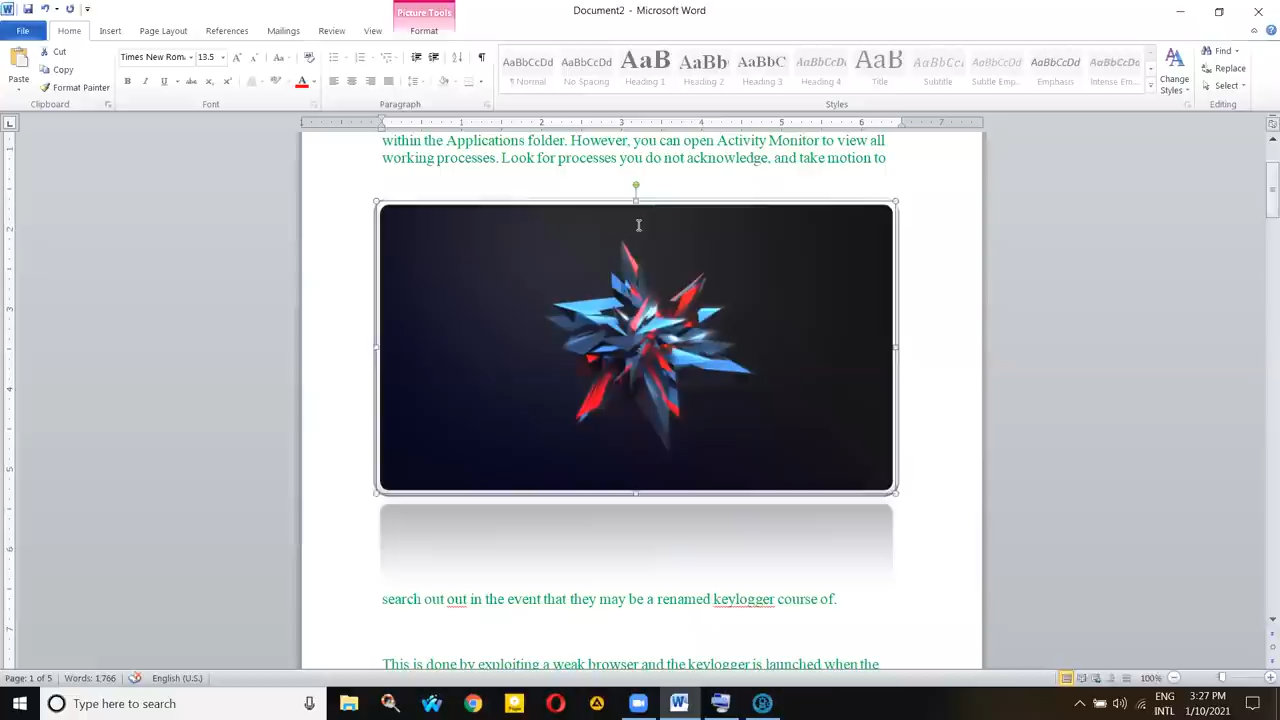 Document2 - Microsoft Word
Picture Tools
File Home Insert Page Layout References Mailings Review View Format
Paste
Cut
Copy
Format Painter
Clipboard
Times New Rom 13.5
Font
Paragraph
AaBbCcDd AaBbCcDd AaB AaBb AaBbC AaBbCcDd AaB AaBbCc AaBbCcDd AaBbCcDd AaBbCcDd
¶ Normal No Spacing Heading 1 Heading 2 Heading 3 Heading 4 Title Subtitle Subtle Emp... Emphasis Intense Em...
Styles
Change
Styles
Find
Replace
Select
Editing
1 2 3 4 5 6 7
within the Applications folder. However, you can open Activity Monitor to view all
working processes. Look for processes you do not acknowledge, and take motion to
search out out in the event that they may be a renamed keylogger course of.
This is done by exploiting a weak browser and the keylogger is launched when the
Page: 1 of 5 Words: 1,766 English (U.S.) 100%
Type here to search
ENG
INTL
3:27 PM
1/10/2021